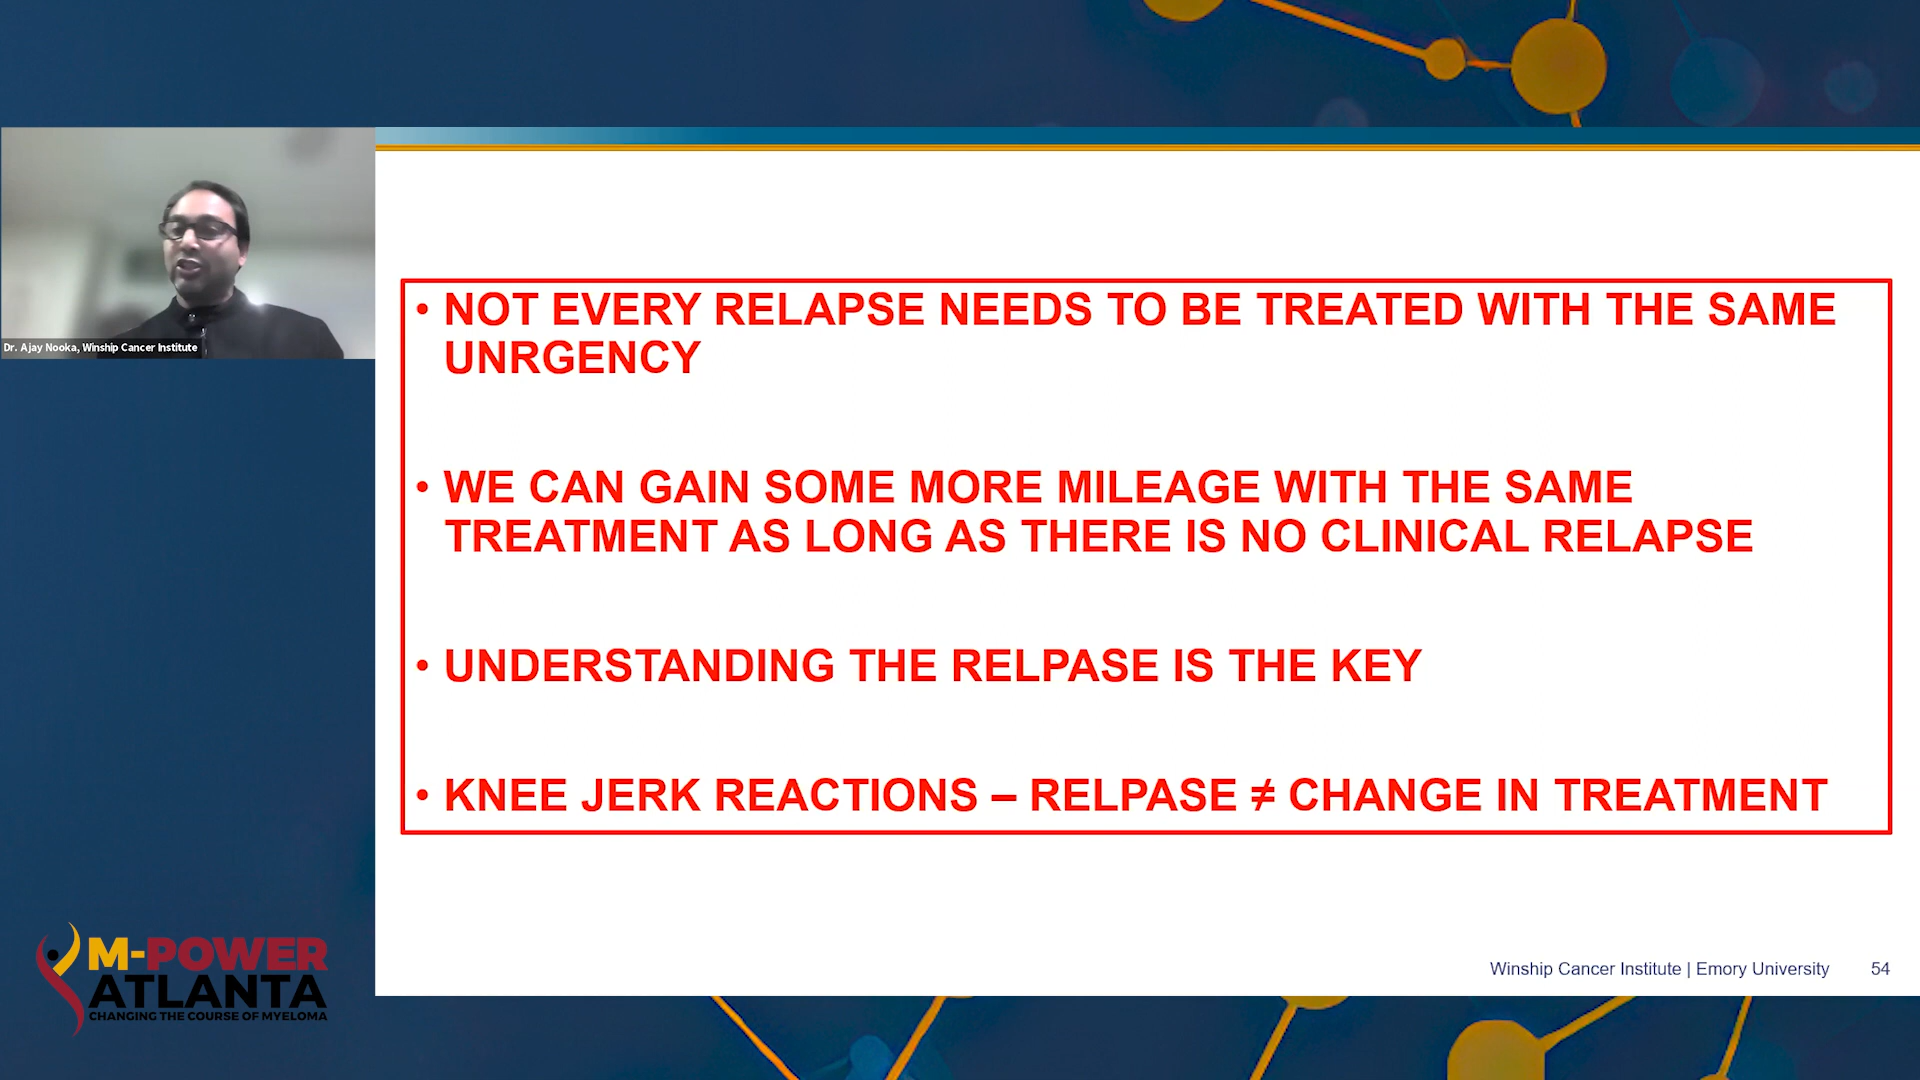 Dr. Ajay Nooka, Winship Cancer Institute
• NOT EVERY RELAPSE NEEDS TO BE TREATED WITH THE SAME
UNRGENCY
• WE CAN GAIN SOME MORE MILEAGE WITH THE SAME
TREATMENT AS LONG AS THERE IS NO CLINICAL RELAPSE
• UNDERSTANDING THE RELPASE IS THE KEY
• KNEE JERK REACTIONS – RELPASE ≠ CHANGE IN TREATMENT
Winship Cancer Institute | Emory University 54
M-POWER
ATLANTA
CHANGING THE COURSE OF MYELOMA